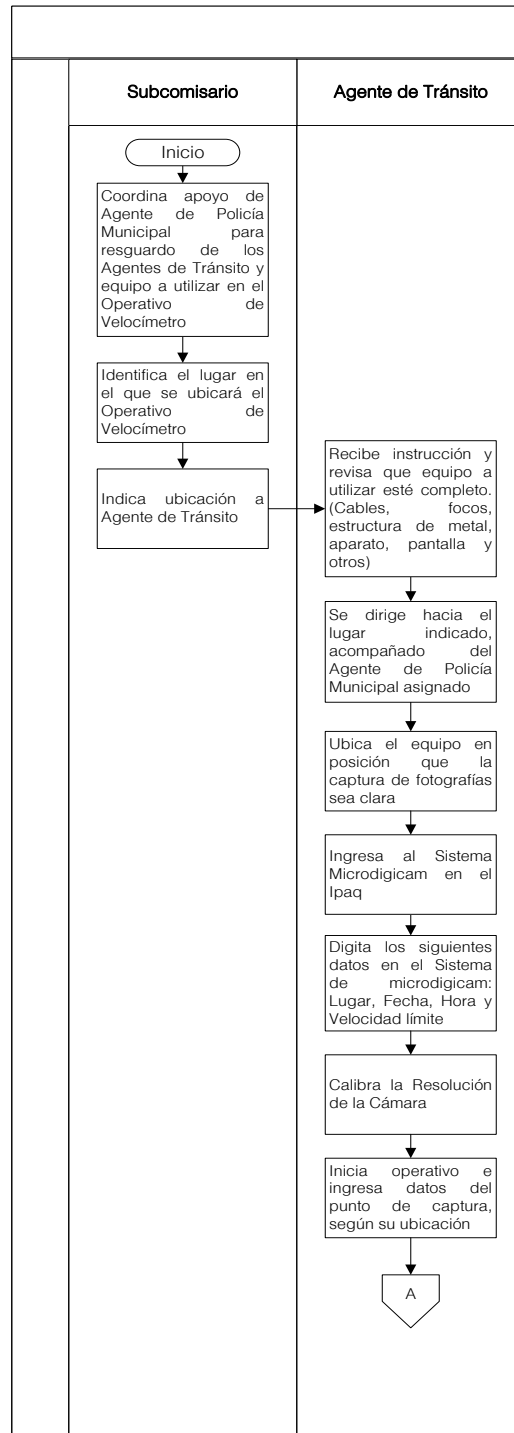 Subcomisario
Agente de Tránsito
Inicio
Coordina apoyo de
Agente de Policía
Municipal para
resguardo de los
Agentes de Tránsito y
equipo a utilizar en el
Operativo de
Velocímetro
Identifica el lugar en
el que se ubicará el
Operativo de
Velocímetro
Indica ubicación a
Agente de Tránsito
Recibe instrucción y
revisa que equipo a
utilizar esté completo.
(Cables, focos,
estructura de metal,
aparato, pantalla y
otros)
Se dirige hacia el
lugar indicado,
acompañado del
Agente de Policía
Municipal asignado
Ubica el equipo en
posición que la
captura de fotografías
sea clara
Ingresa al Sistema
Microdigicam en el
Ipaq
Digita los siguientes
datos en el Sistema
de microdigicam:
Lugar, Fecha, Hora y
Velocidad límite
Calibra la Resolución
de la Cámara
Inicia operativo e
ingresa datos del
punto de captura,
según su ubicación
A